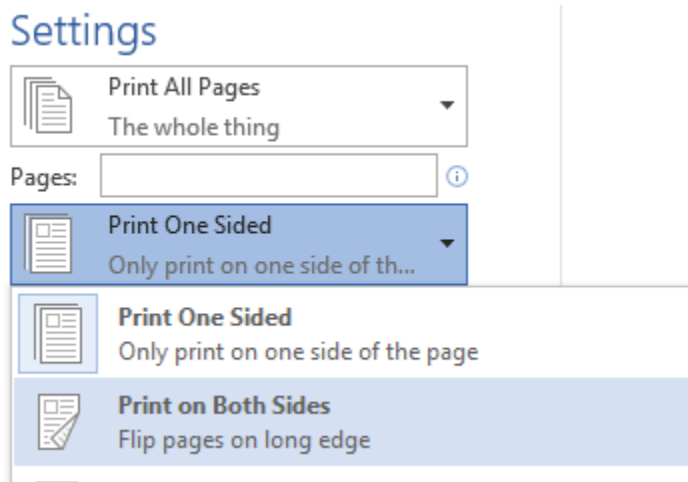 Settings
Print All Pages
The whole thing
Pages:
Print One Sided
Only print on one side of th...
Print One Sided
Only print on one side of the page
Print on Both Sides
Flip pages on long edge